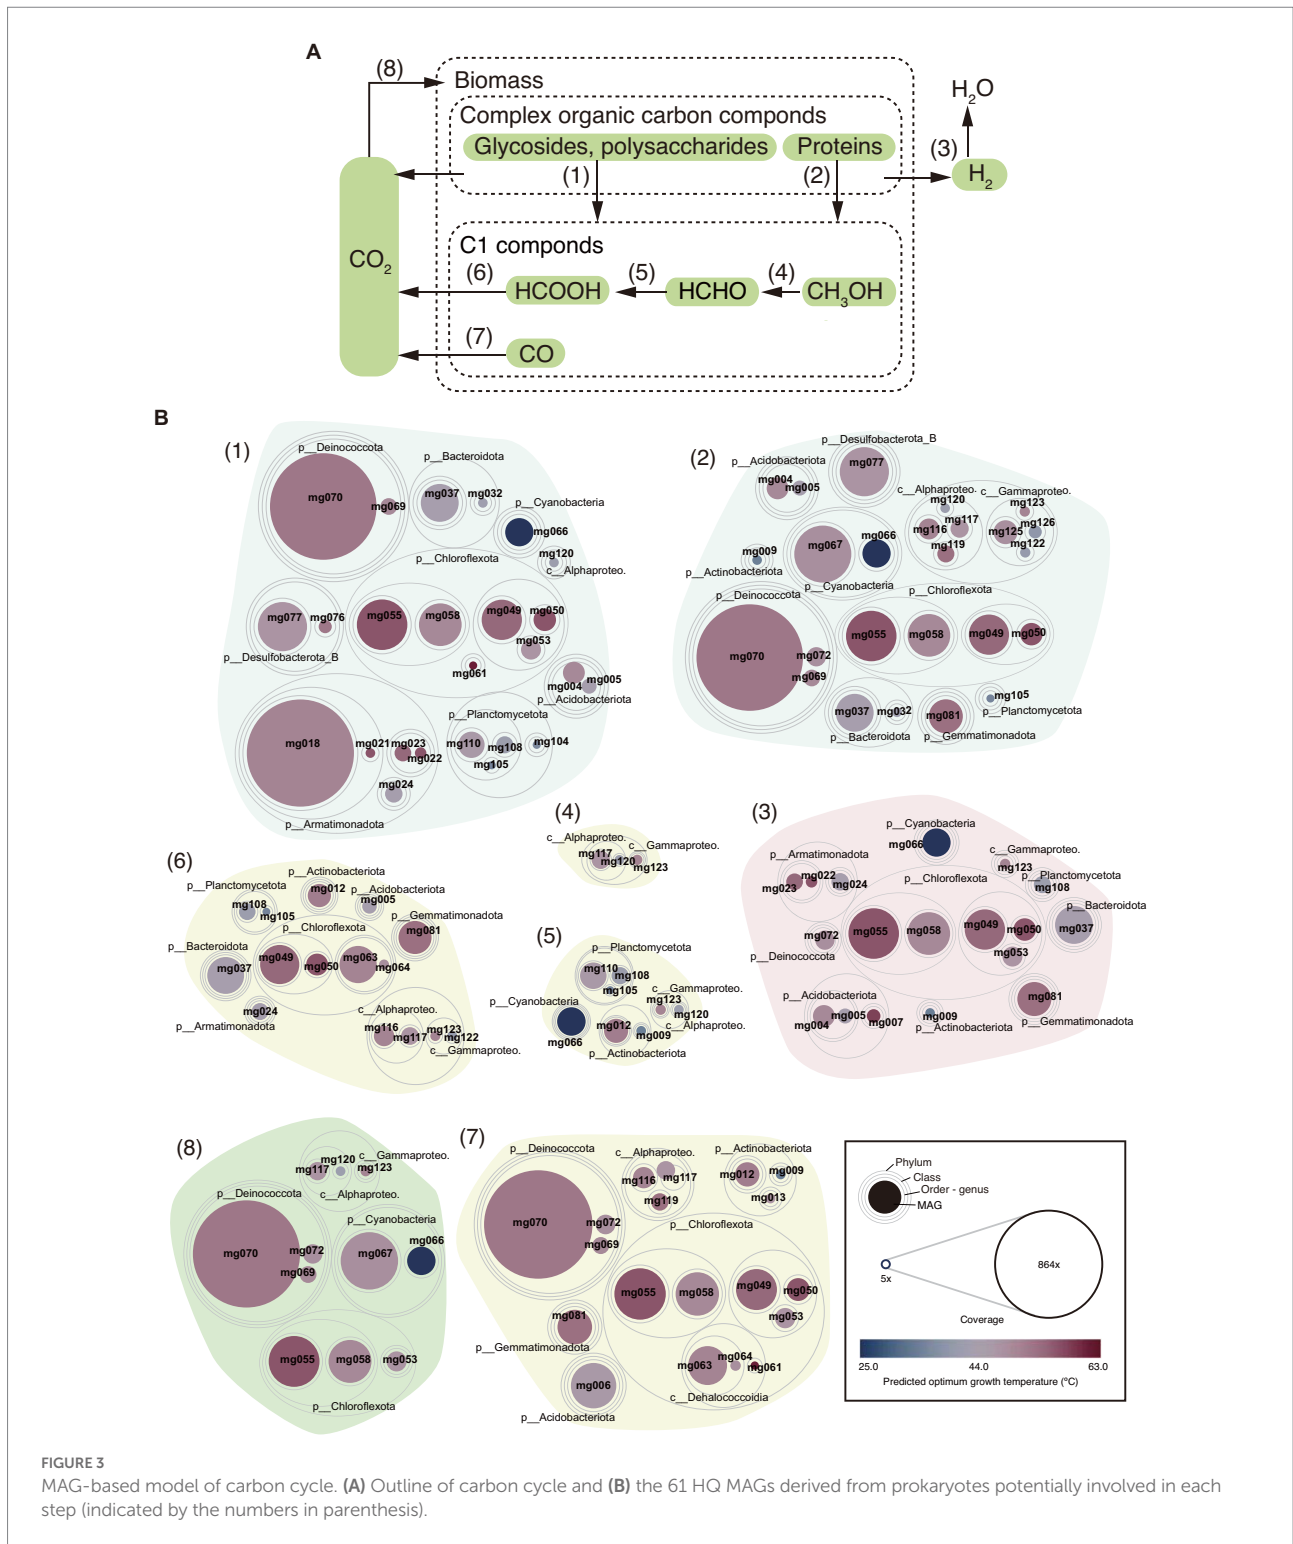 A
(8)
Biomass
Complex organic carbon componds
Glycosides, polysaccharides
Proteins
(1)
(2)
(3)
H2O
H2
CO2
C1 componds
(6)
HCOOH
(5)
HCHO
(4)
CH3OH
(7)
CO
B
(1)
p__Deinococcota
mg070
mg069
p__Bacteroidota
mg037
mg032
p__Cyanobacteria
mg066
mg120
c__Alphaproteo.
p__Chloroflexota
mg077
mg076
p__Desulfobacterota_B
mg055
mg058
mg049
mg050
mg053
mg061
mg004
mg005
p__Acidobacteriota
mg018
mg021
mg023
mg022
mg024
p__Armatimonadota
p__Planctomycetota
mg110
mg108
mg104
mg105
(2)
p__Desulfobacterota_B
mg077
p__Acidobacteriota
mg004
mg005
c__Alphaproteo.
mg120
mg116
mg117
mg119
c__Gammaproteo.
mg123
mg125
mg126
mg122
mg009
p__Actinobacteriota
mg067
mg066
p__Cyanobacteria
p__Deinococcota
mg070
mg072
mg069
p__Chloroflexota
mg055
mg058
mg049
mg050
mg037
mg032
p__Bacteroidota
mg081
p__Gemmatimonadota
mg105
p__Planctomycetota
(4)
c__Alphaproteo.
mg117
mg120
c__Gammaproteo.
mg123
(3)
p__Cyanobacteria
mg066
p__Armatimonadota
mg022
mg023
mg024
c__Gammaproteo.
mg123
p__Planctomycetota
mg108
p__Chloroflexota
p__Bacteroidota
mg037
mg072
p__Deinococcota
mg055
mg058
mg049
mg050
mg053
p__Acidobacteriota
mg004
mg005
mg007
mg009
p__Actinobacteriota
mg081
p__Gemmatimonadota
(6)
p__Planctomycetota
mg108
mg105
p__Actinobacteriota
mg012
p__Acidobacteriota
mg005
p__Gemmatimonadota
mg081
p__Chloroflexota
p__Bacteroidota
mg037
mg049
mg050
mg063
mg064
mg024
p__Armatimonadota
c__Alphaproteo.
mg116
mg117
mg123
mg122
c__Gammaproteo.
(5)
p__Planctomycetota
mg110
mg108
mg105
p__Cyanobacteria
mg066
c__Gammaproteo.
mg123
mg120
c__Alphaproteo.
mg012
mg009
p__Actinobacteriota
(8)
mg120
c__Gammaproteo.
mg117
mg123
c__Alphaproteo.
p__Deinococcota
mg070
mg072
mg069
p__Cyanobacteria
mg066
mg067
mg055
mg058
mg053
p__Chloroflexota
(7)
p__Deinococcota
mg070
mg072
mg069
c__Alphaproteo.
mg116
mg117
mg119
p__Actinobacteriota
mg012
mg009
mg013
p__Chloroflexota
mg055
mg058
mg049
mg050
mg053
mg081
p__Gemmatimonadota
mg064
mg063
mg061
c__Dehalococcoidia
mg006
p__Acidobacteriota
Phylum
Class
Order - genus
MAG
5x
864x
Coverage
25.0
44.0
63.0
Predicted optimum growth temperature (°C)
FIGURE 3
MAG-based model of carbon cycle. (A) Outline of carbon cycle and (B) the 61 HQ MAGs derived from prokaryotes potentially involved in each
step (indicated by the numbers in parenthesis).